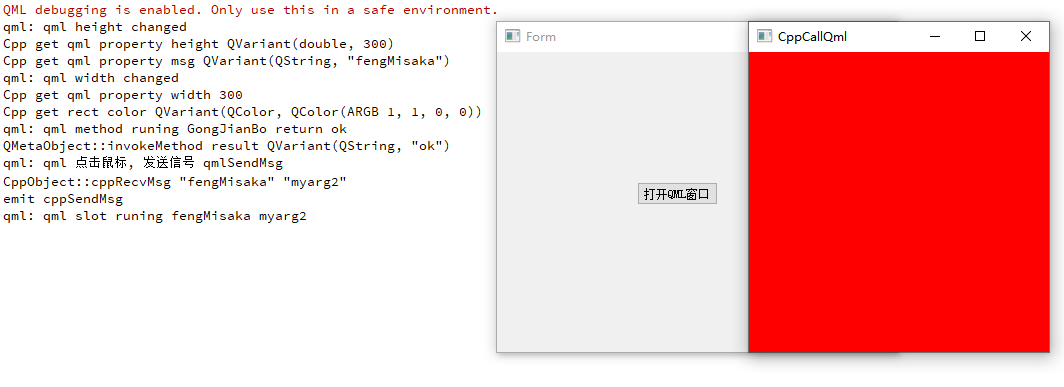 QML debugging is enabled. Only use this in a safe environment.
qml: qml height changed
Cpp get qml property height QVariant(double, 300)
Cpp get qml property msg QVariant(QString, "fengMisaka")
qml: qml width changed
Cpp get qml property width 300
Cpp get rect color QVariant(QColor, QColor(ARGB 1, 1, 0, 0))
qml: qml method runing GongJianBo return ok
QMetaObject::invokeMethod result QVariant(QString, "ok")
qml: qml 点击鼠标, 发送信号 qmlSendMsg
CppObject::cppRecvMsg "fengMisaka" "myarg2"
emit cppSendMsg
qml: qml slot runing fengMisaka myarg2
Form
打开QML窗口
CppCallQml